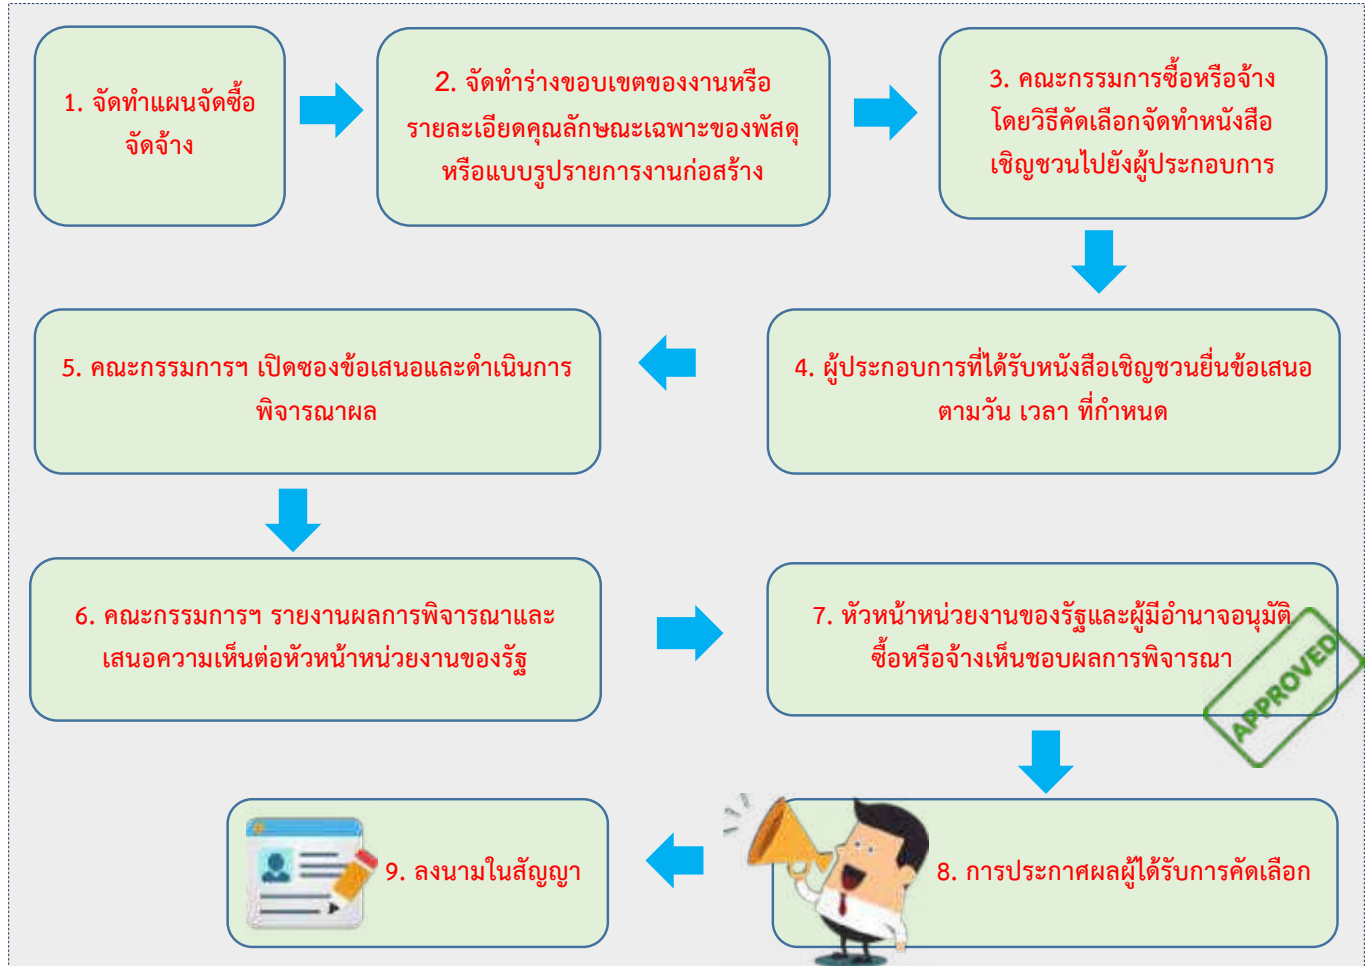 1. จัดทำแผนจัดซื้อ
จัดจ้าง
2. จัดทำร่างขอบเขตของงานหรือ
รายละเอียดคุณลักษณะเฉพาะของพัสดุ
หรือแบบรูปรายการงานก่อสร้าง
3. คณะกรรมการซื้อหรือจ้าง
โดยวิธีคัดเลือกจัดทำหนังสือ
เชิญชวนไปยังผู้ประกอบการ
4. ผู้ประกอบการที่ได้รับหนังสือเชิญชวนยื่นข้อเสนอ
ตามวัน เวลา ที่กำหนด
5. คณะกรรมการฯ เปิดซองข้อเสนอและดำเนินการ
พิจารณาผล
6. คณะกรรมการฯ รายงานผลการพิจารณาและ
เสนอความเห็นต่อหัวหน้าหน่วยงานของรัฐ
7. หัวหน้าหน่วยงานของรัฐและผู้มีอำนาจอนุมัติ
ซื้อหรือจ้างเห็นชอบผลการพิจารณา
APPROVED
8. การประกาศผลผู้ได้รับการคัดเลือก
9. ลงนามในสัญญา